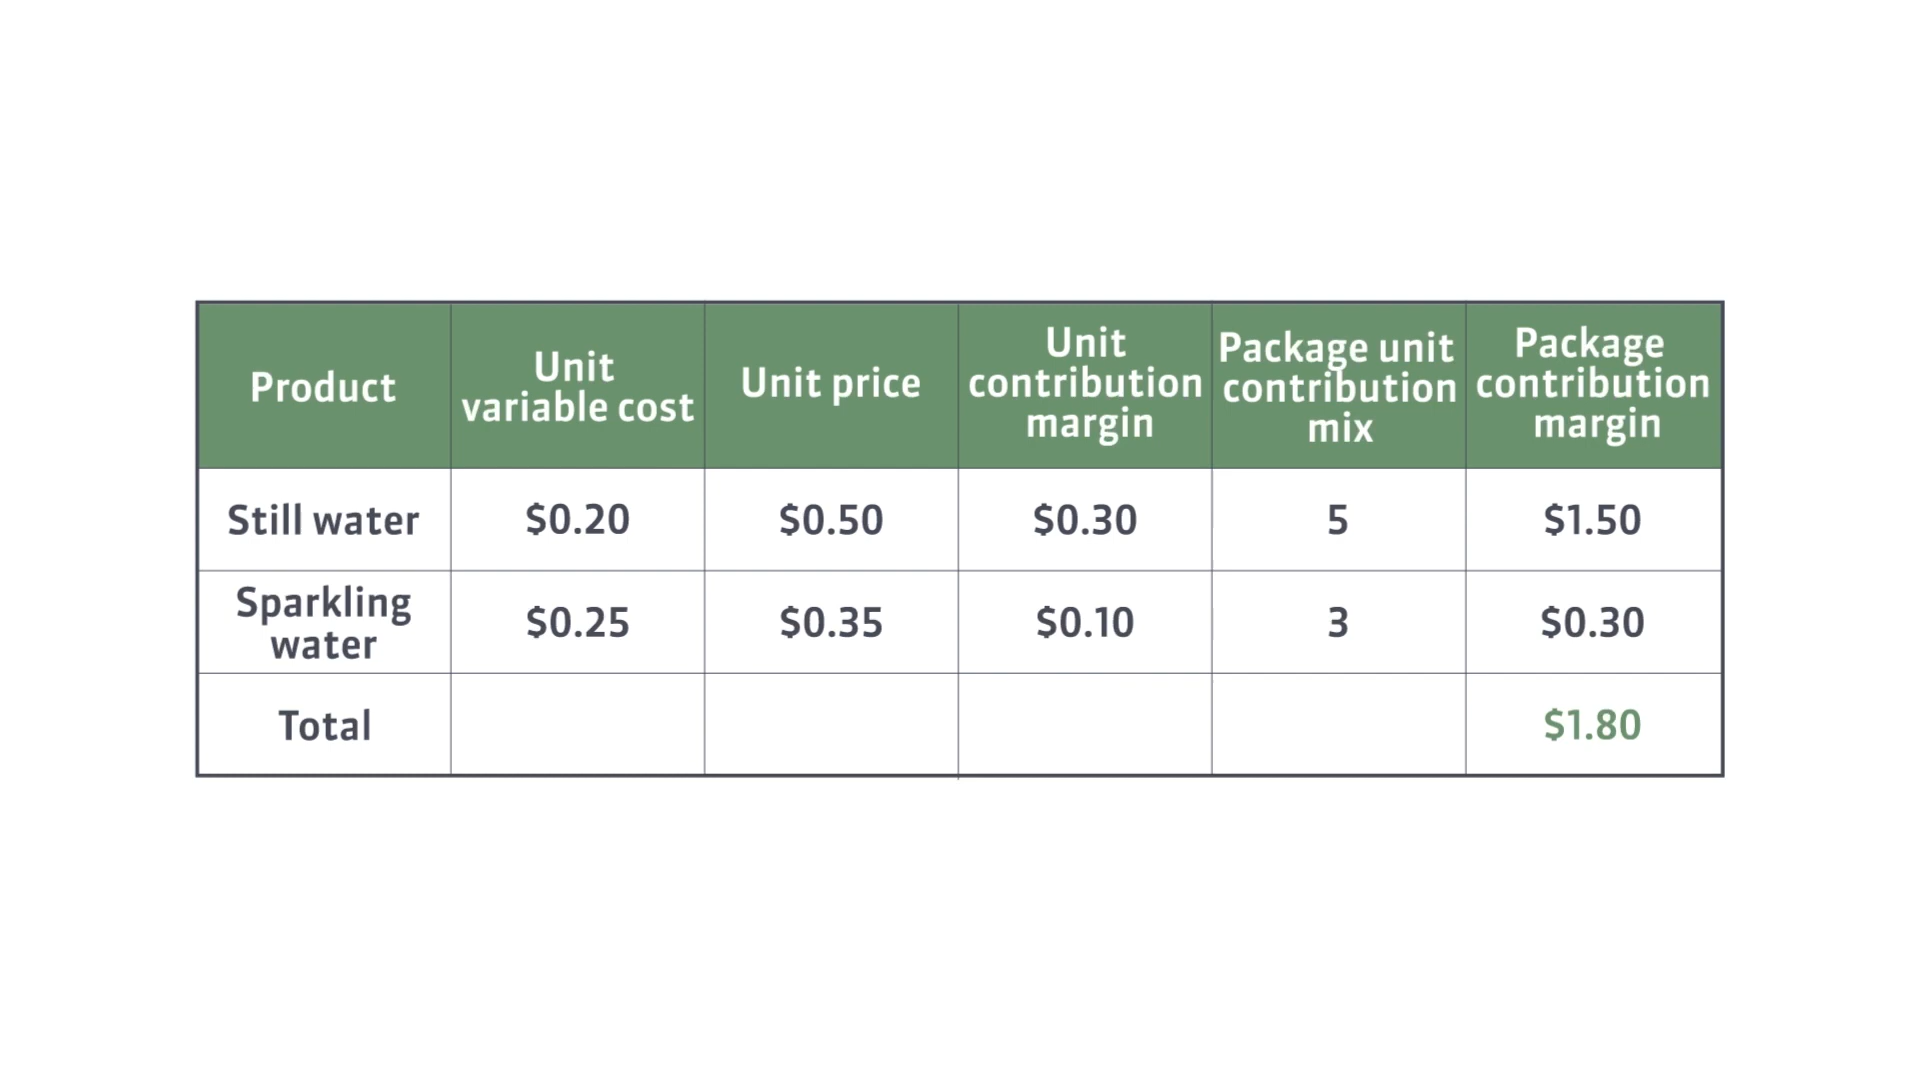 Product
Unit
variable cost
Unit price
Unit
contribution
margin
Package unit
contribution
mix
Package
contribution
margin
Still water
$0.20
$0.50
$0.30
5
$1.50
Sparkling
water
$0.25
$0.35
$0.10
3
$0.30
Total
$1.80